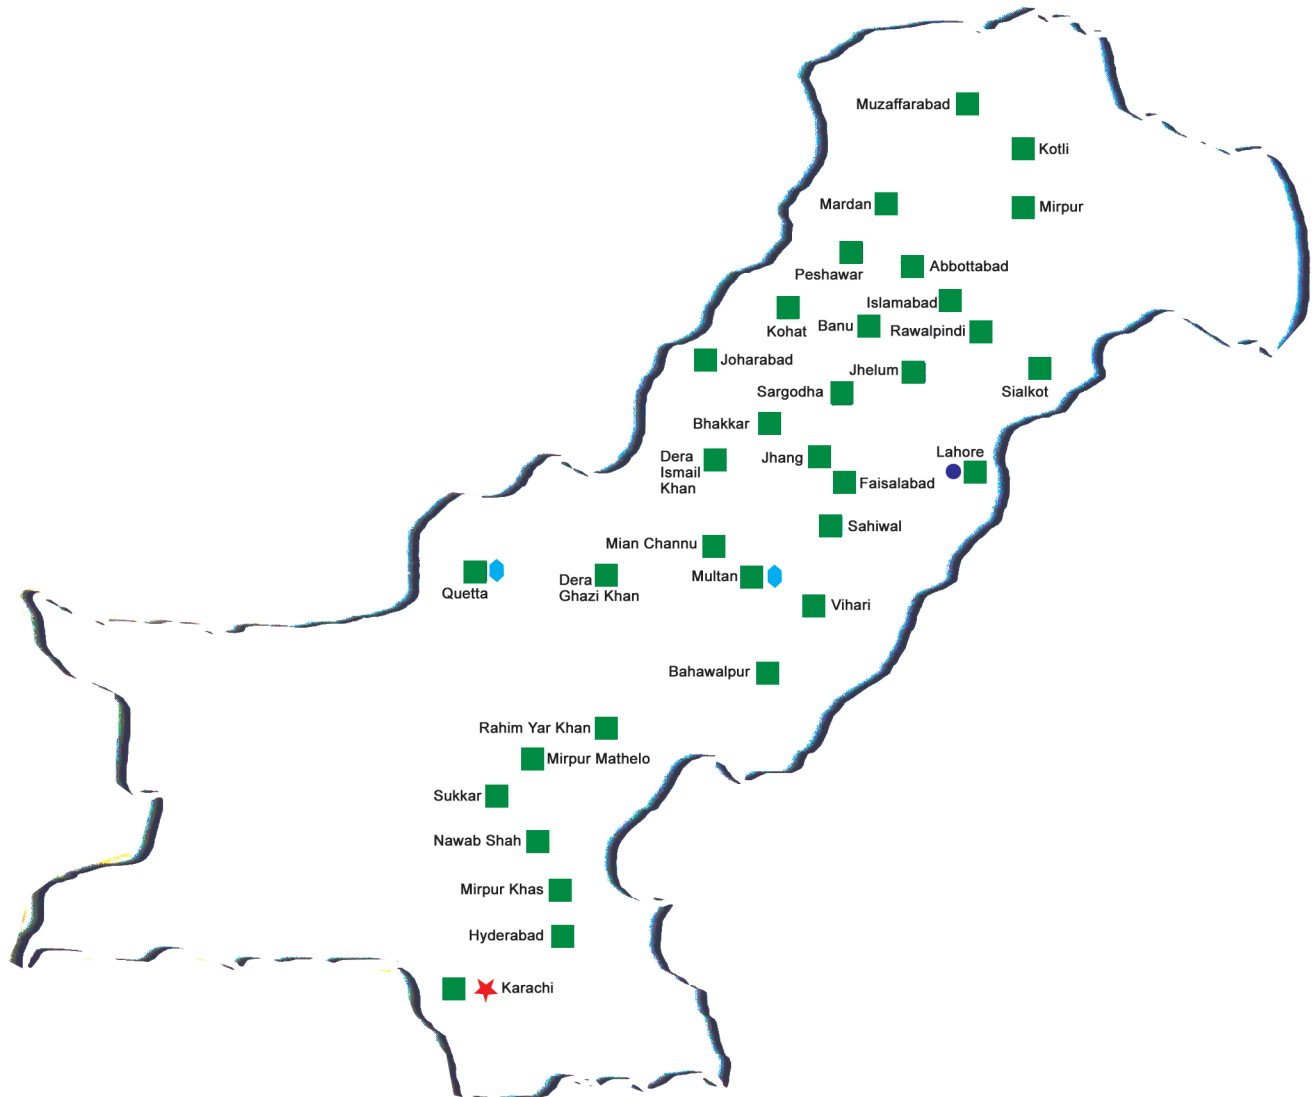 Muzaffarabad
Kotli
Mardan
Mirpur
Peshawar
Abbottabad
Islamabad
Kohat
Banu
Rawalpindi
Joharabad
Jhelum
Sargodha
Sialkot
Bhakkar
Dera
Ismail
Khan
Jhang
Lahore
Faisalabad
Sahiwal
Mian Channu
Quetta
Dera
Ghazi Khan
Multan
Vihari
Bahawalpur
Rahim Yar Khan
Mirpur Mathelo
Sukkar
Nawab Shah
Mirpur Khas
Hyderabad
Karachi